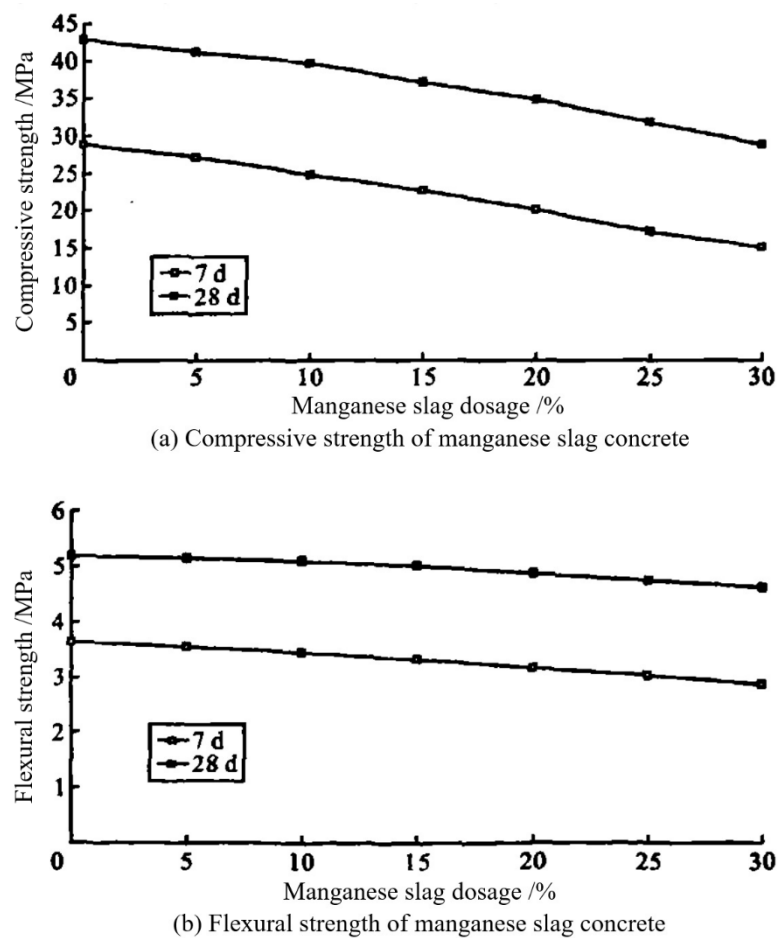 45
40
35
30
25
20
15
10
5
Compressive strength /MPa
7 d
28 d
0 5 10 15 20 25 30
Manganese slag dosage /%
(a) Compressive strength of manganese slag concrete
6
5
4
3
2
1
Flexural strength /MPa
7 d
28 d
0 5 10 15 20 25 30
Manganese slag dosage /%
(b) Flexural strength of manganese slag concrete